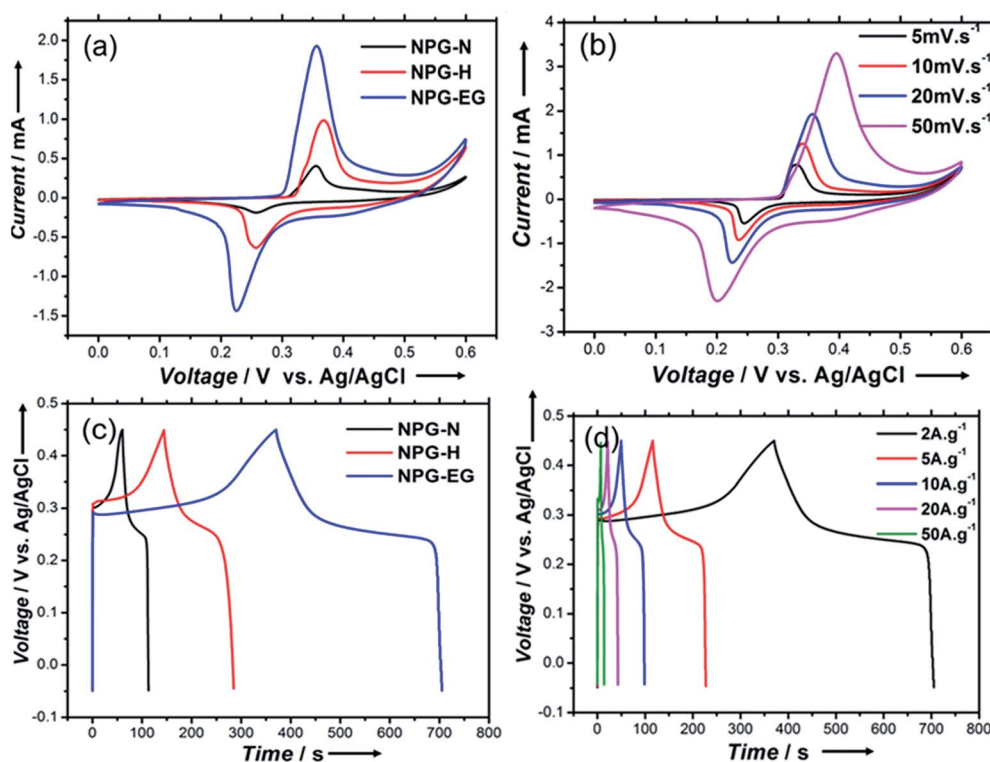 (a)
NPG-N
NPG-H
NPG-EG
Current / mA
2.0
1.5
1.0
0.5
0.0
-0.5
-1.0
-1.5
0.0 0.1 0.2 0.3 0.4 0.5 0.6
Voltage / V vs. Ag/AgCl
(b)
5mV.s⁻¹
10mV.s⁻¹
20mV.s⁻¹
50mV.s⁻¹
Current / mA
4
3
2
1
0
-1
-2
-3
0.0 0.1 0.2 0.3 0.4 0.5 0.6
Voltage / V vs. Ag/AgCl
(c)
NPG-N
NPG-H
NPG-EG
Voltage / V vs. Ag/AgCl
0.5
0.4
0.3
0.2
0.1
0.0
-0.1
0 100 200 300 400 500 600 700 800
Time / s
(d)
2A.g⁻¹
5A.g⁻¹
10A.g⁻¹
20A.g⁻¹
50A.g⁻¹
Voltage / V vs. Ag/AgCl
0.5
0.4
0.3
0.2
0.1
0.0
-0.1
0 100 200 300 400 500 600 700 800
Time / s